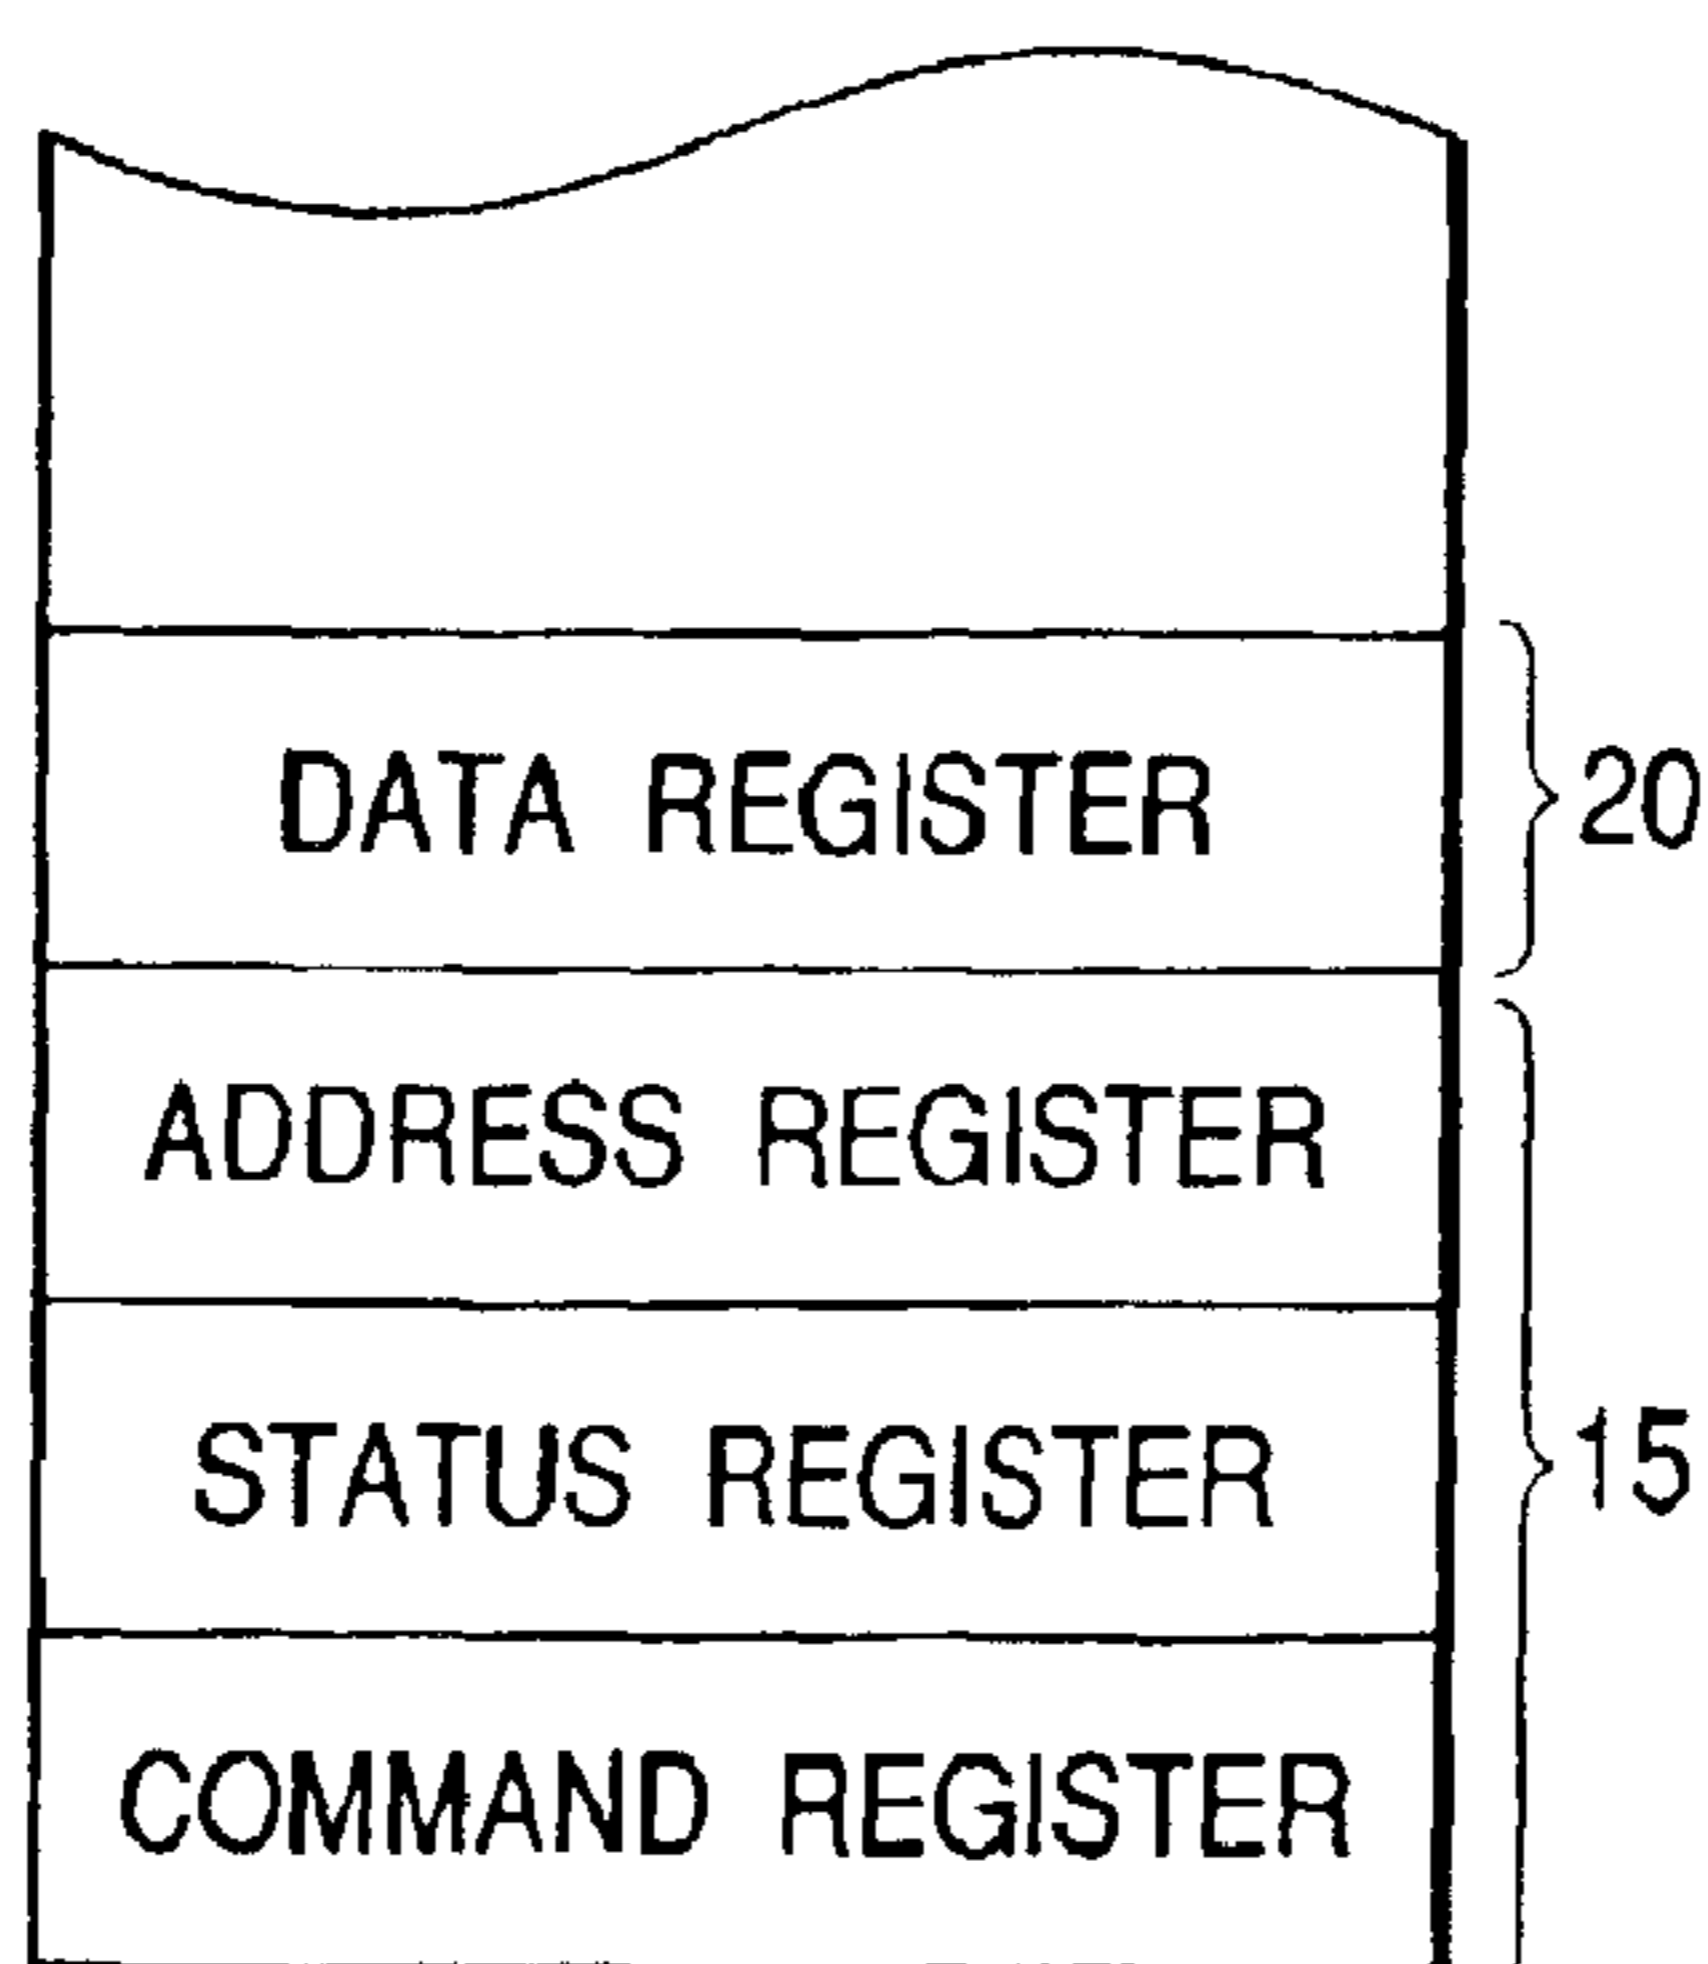 DATA REGISTER
20
ADDRESS REGISTER
STATUS REGISTER
15
COMMAND REGISTER